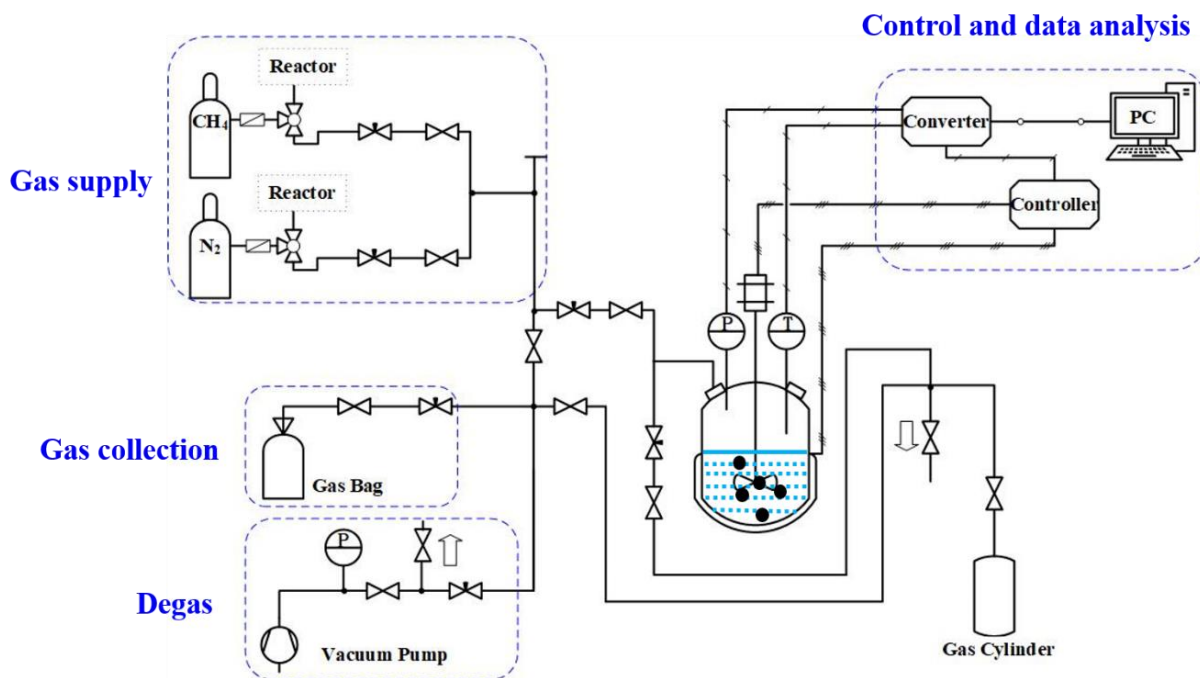 Control and data analysis
Reactor
CH₄
Converter
PC
Gas supply
Reactor
Controller
N₂
P
T
Gas collection
Gas Bag
P
Degas
Vacuum Pump
Gas Cylinder